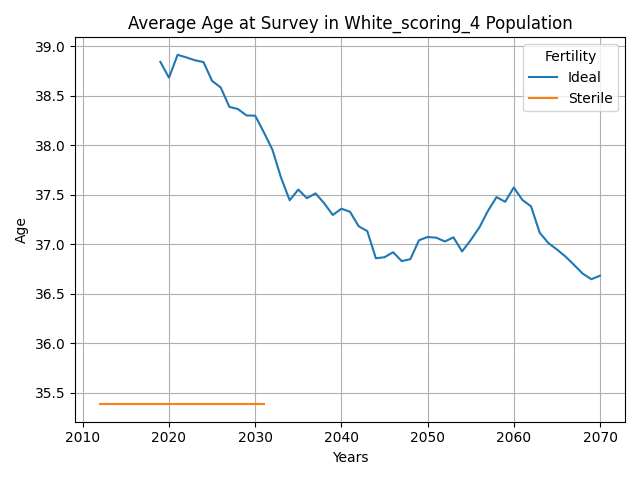 Average Age at Survey in White_scoring_4 Population
Fertility
Ideal
Sterile
39.0
38.5
38.0
37.5
37.0
36.5
36.0
35.5
Age
2010 2020 2030 2040 2050 2060 2070
Years